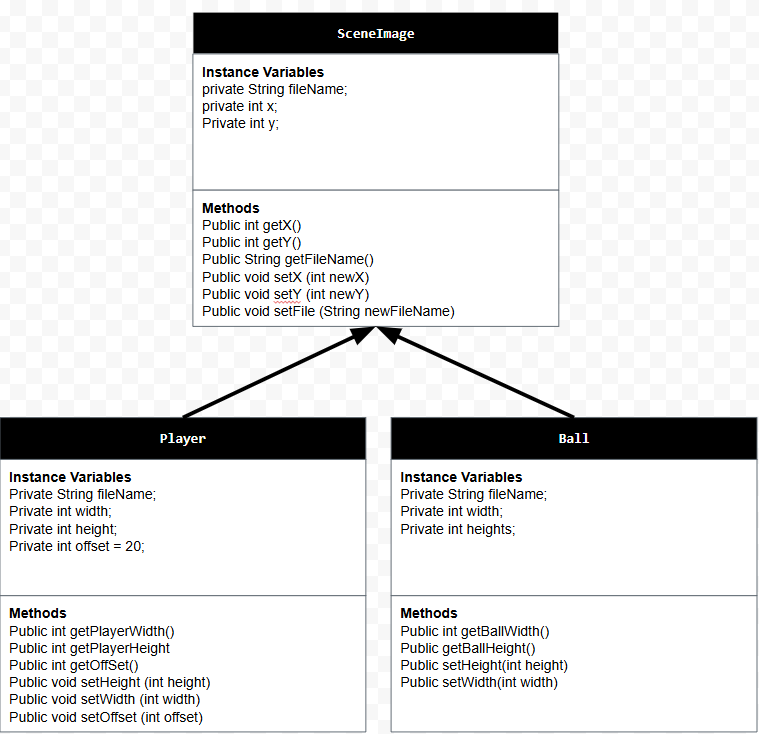 SceneImage
Instance Variables
private String fileName;
private int x;
Private int y;
Methods
Public int getX()
Public int getY()
Public String getFileName()
Public void setX (int newX)
Public void setY (int newY)
Public void setFile (String newFileName)
Player
Instance Variables
Private String fileName;
Private int width;
Private int height;
Private int offset = 20;
Methods
Public int getPlayerWidth()
Public int getPlayerHeight
Public int getOffSet()
Public void setHeight (int height)
Public void setWidth (int width)
Public void setOffset (int offset)
Ball
Instance Variables
Private String fileName;
Private int width;
Private int heights;
Methods
Public int getBallWidth()
Public getBallHeight()
Public setHeight(int height)
Public setWidth(int width)